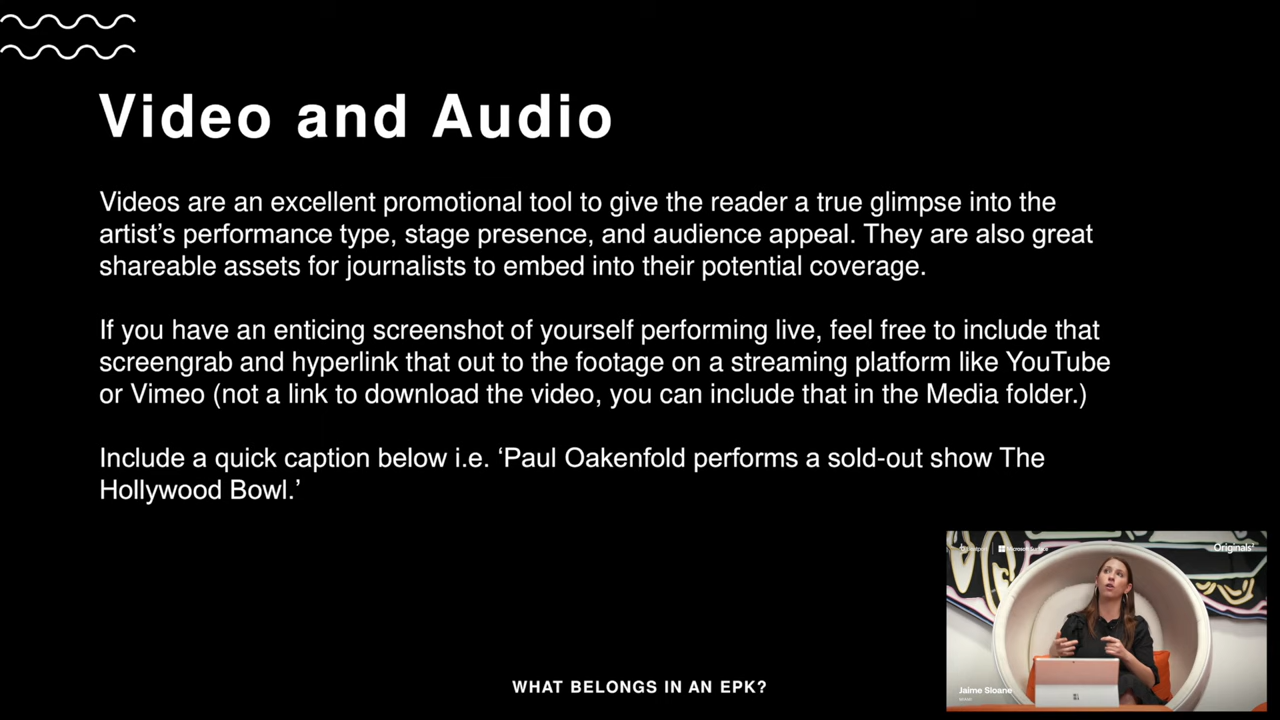 Video and Audio
Videos are an excellent promotional tool to give the reader a true glimpse into the
artist’s performance type, stage presence, and audience appeal. They are also great
shareable assets for journalists to embed into their potential coverage.
If you have an enticing screenshot of yourself performing live, feel free to include that
screengrab and hyperlink that out to the footage on a streaming platform like YouTube
or Vimeo (not a link to download the video, you can include that in the Media folder.)
Include a quick caption below i.e. ‘Paul Oakenfold performs a sold-out show The
Hollywood Bowl.’
Microsoft Surface
Originals
Jaime Sloane
WHAT BELONGS IN AN EPK?